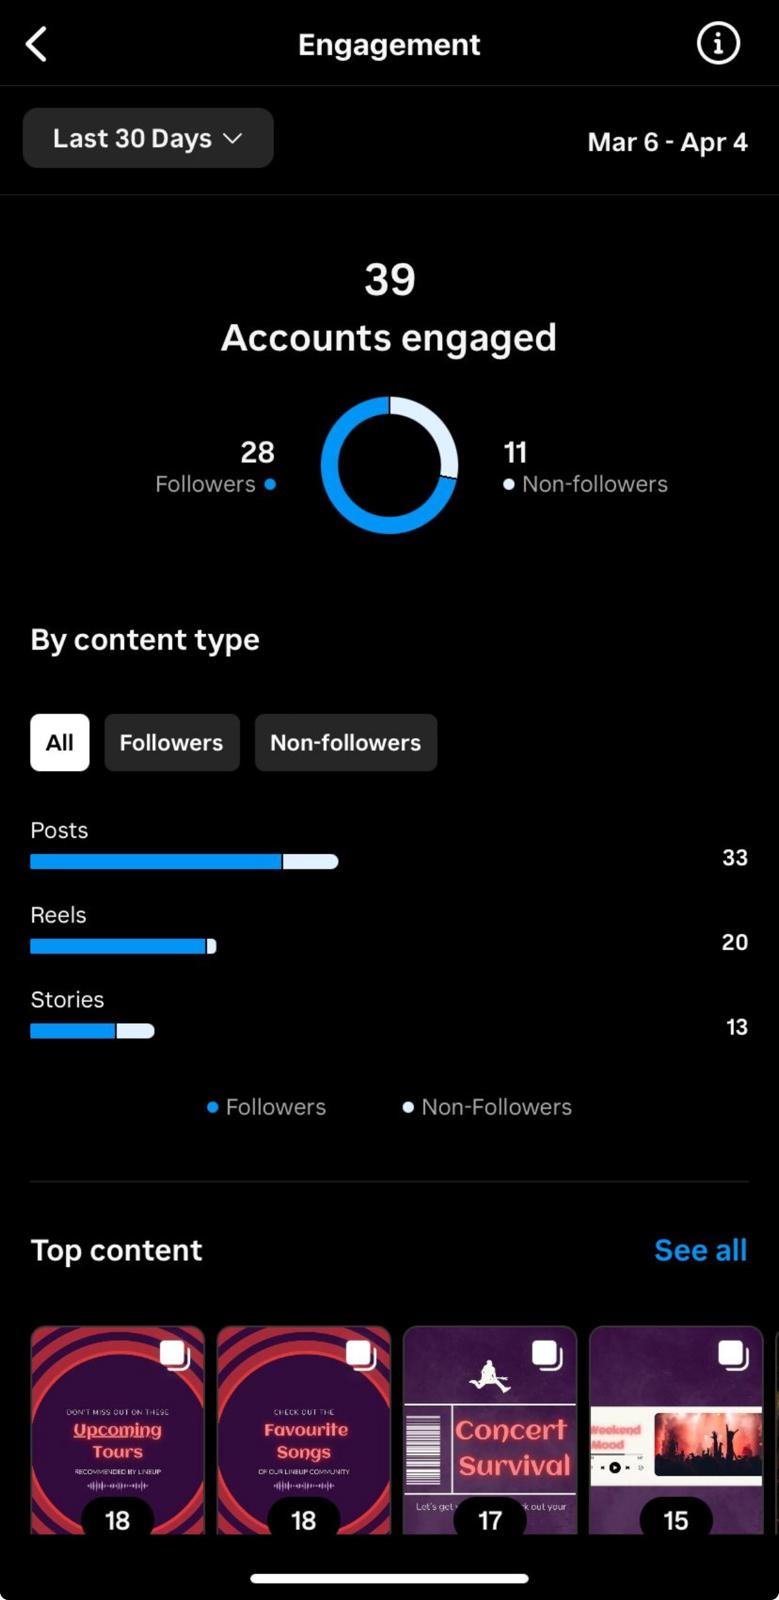 Engagement
Last 30 Days
Mar 6 - Apr 4
39
Accounts engaged
28
Followers
11
Non-followers
By content type
All
Followers
Non-followers
Posts
33
Reels
20
Stories
13
Followers
Non-Followers
Top content
See all
DON'T MISS OUT ON THESE
Upcoming
Tours
RECOMMENDED BY LINEUP
18
CHECK OUT THE
Favourite
Songs
OF OUR LINEUP COMMUNITY
18
Concert
Survival
Let's get
ck out your
17
Weekend
Mood
15